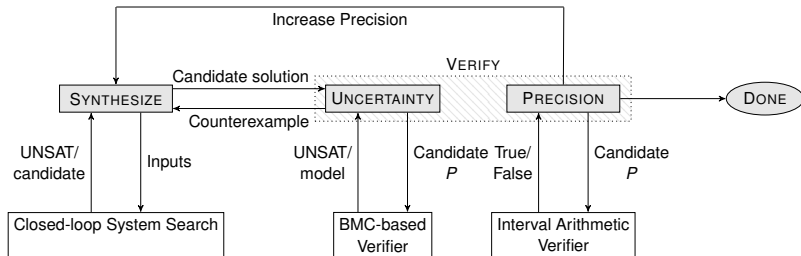 Increase Precision
VERIFY
Candidate solution
SYNTHESIZE
UNCERTAINTY
PRECISION
DONE
Counterexample
UNSAT/
candidate
Inputs
UNSAT/
model
Candidate
P
True/
False
Candidate
P
Closed-loop System Search
BMC-based
Verifier
Interval Arithmetic
Verifier